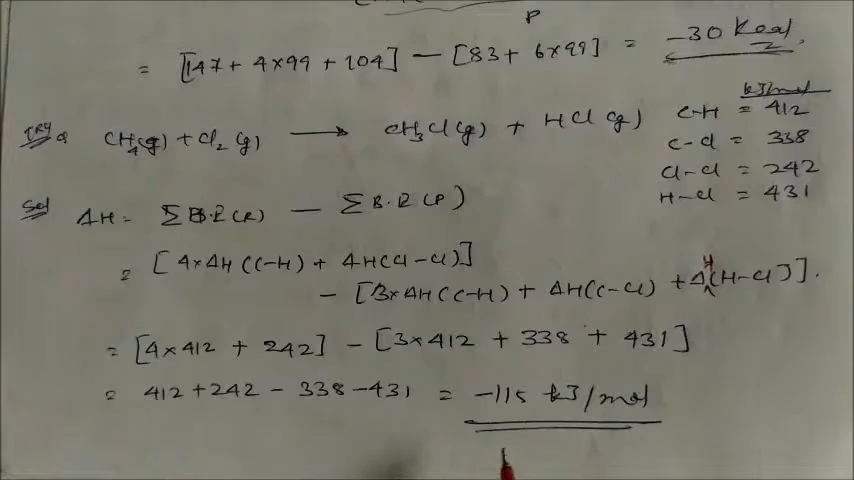 P
= [147 + 4×99 + 104] − [83 + 6×99] = −30 Kcal,
Try Q CH4(g) + Cl2(g) ⟶ CH3Cl(g) + HCl(g)
kJ/mol
C-H = 412
C-Cl = 338
Cl-Cl = 242
H-Cl = 431
Sol ΔH = ΣB.E(R) − ΣB.E(P)
= [4×ΔH(C-H) + ΔH(Cl-Cl)]
− [3×ΔH(C-H) + ΔH(C-Cl) + ΔH(H-Cl)].
= [4×412 + 242] − [3×412 + 338 + 431]
= 412+242 − 338−431 = −115 kJ/mol